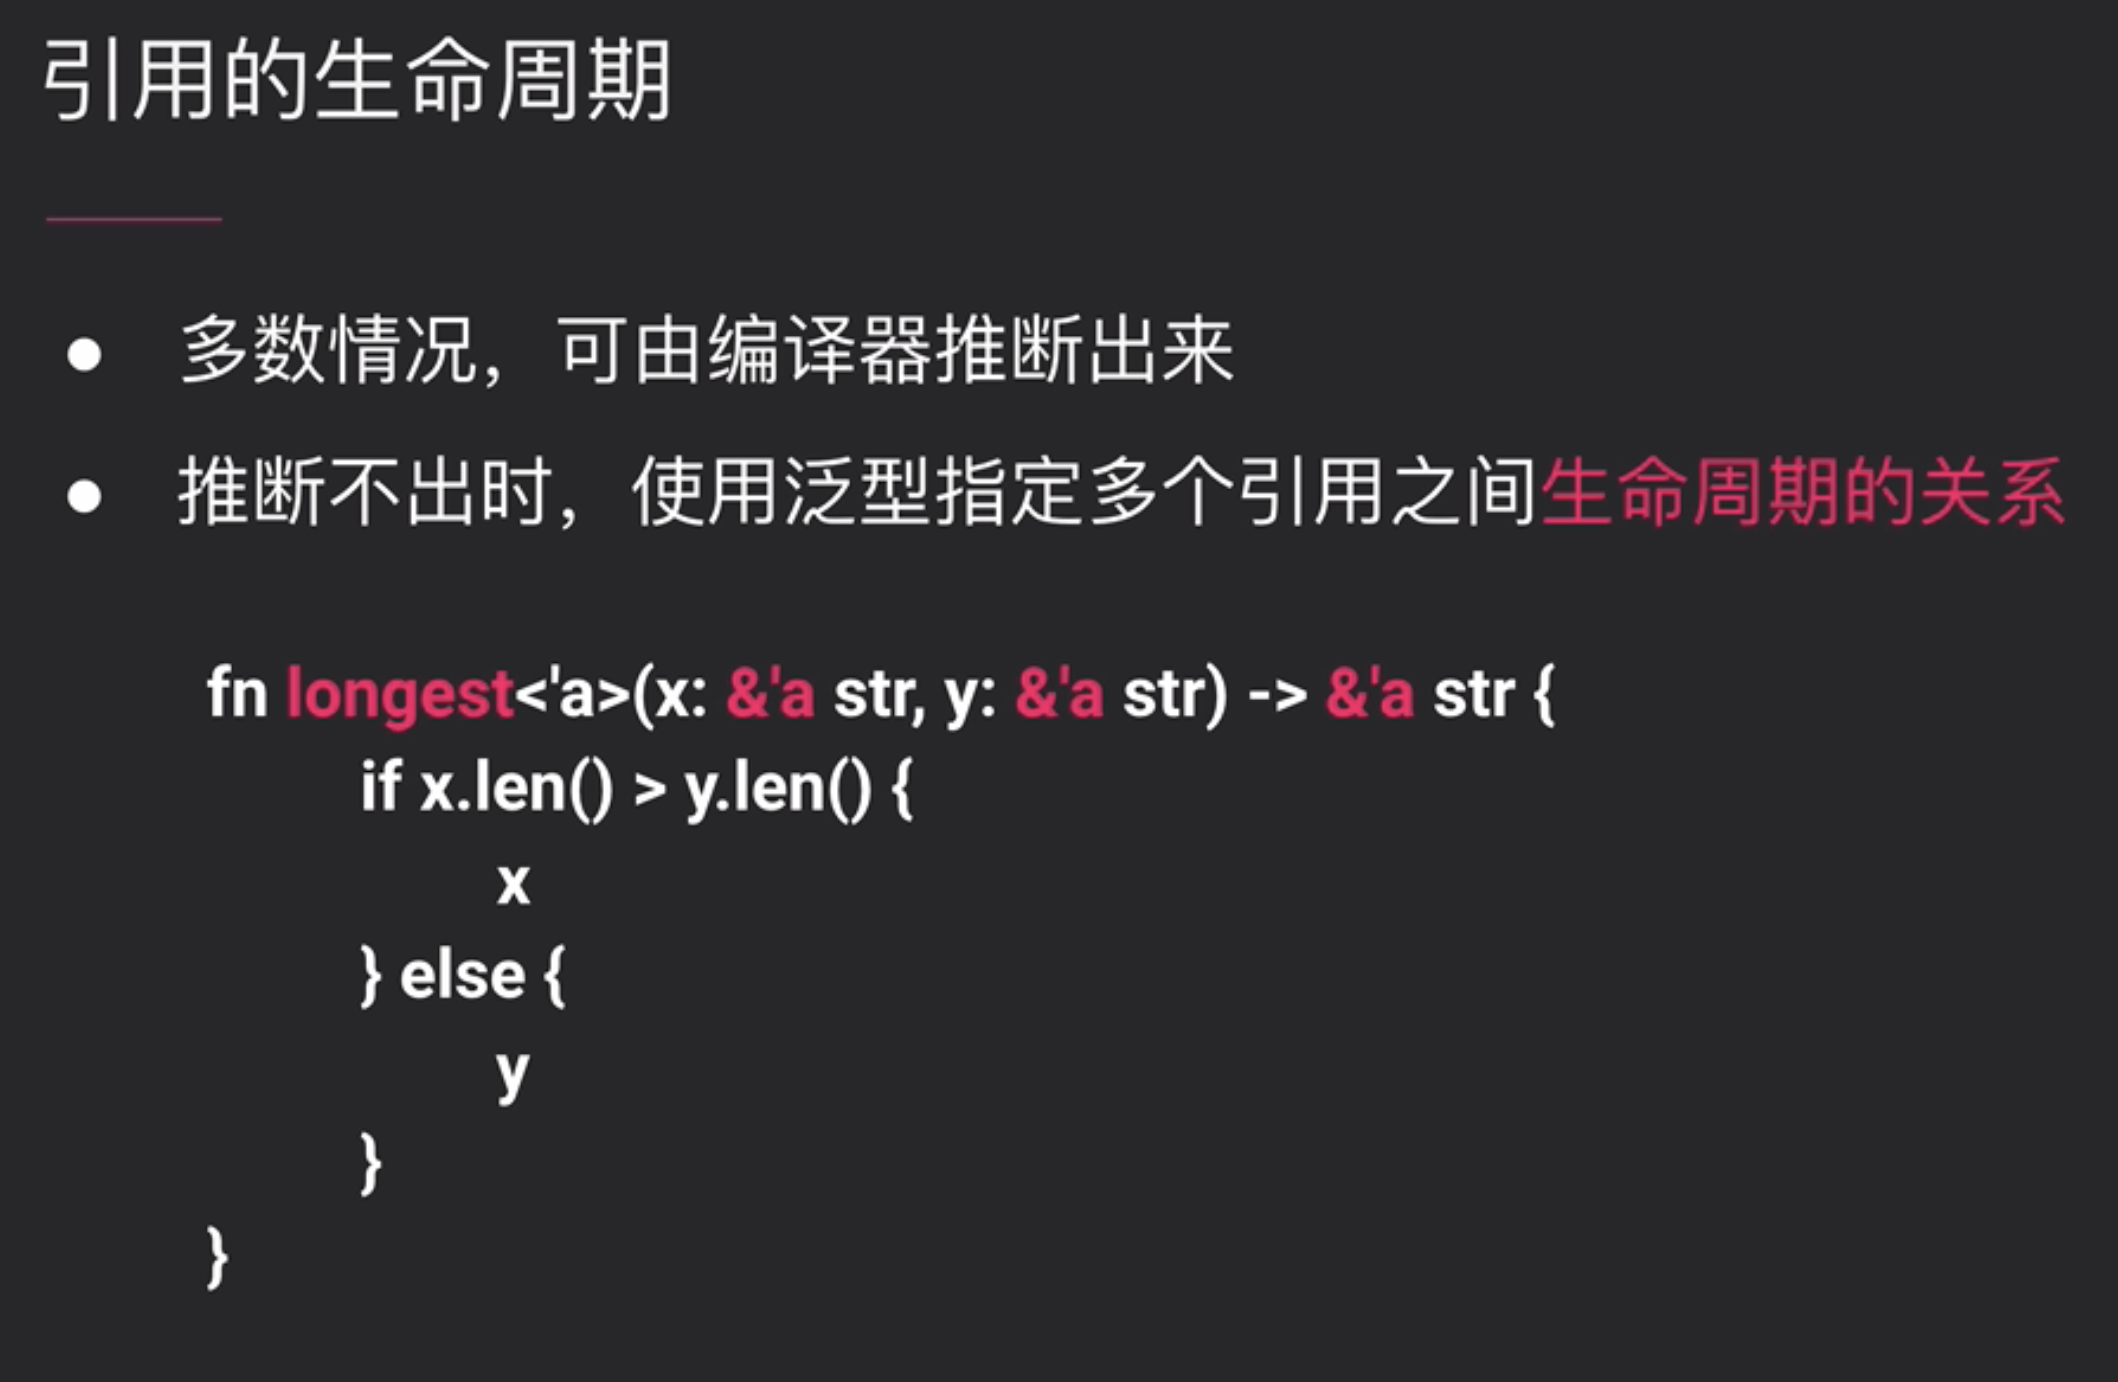 引用的生命周期
多数情况，可由编译器推断出来
推断不出时，使用泛型指定多个引用之间生命周期的关系
fn longest<'a>(x: &'a str, y: &'a str) -> &'a str {
if x.len() > y.len() {
x
} else {
y
}
}